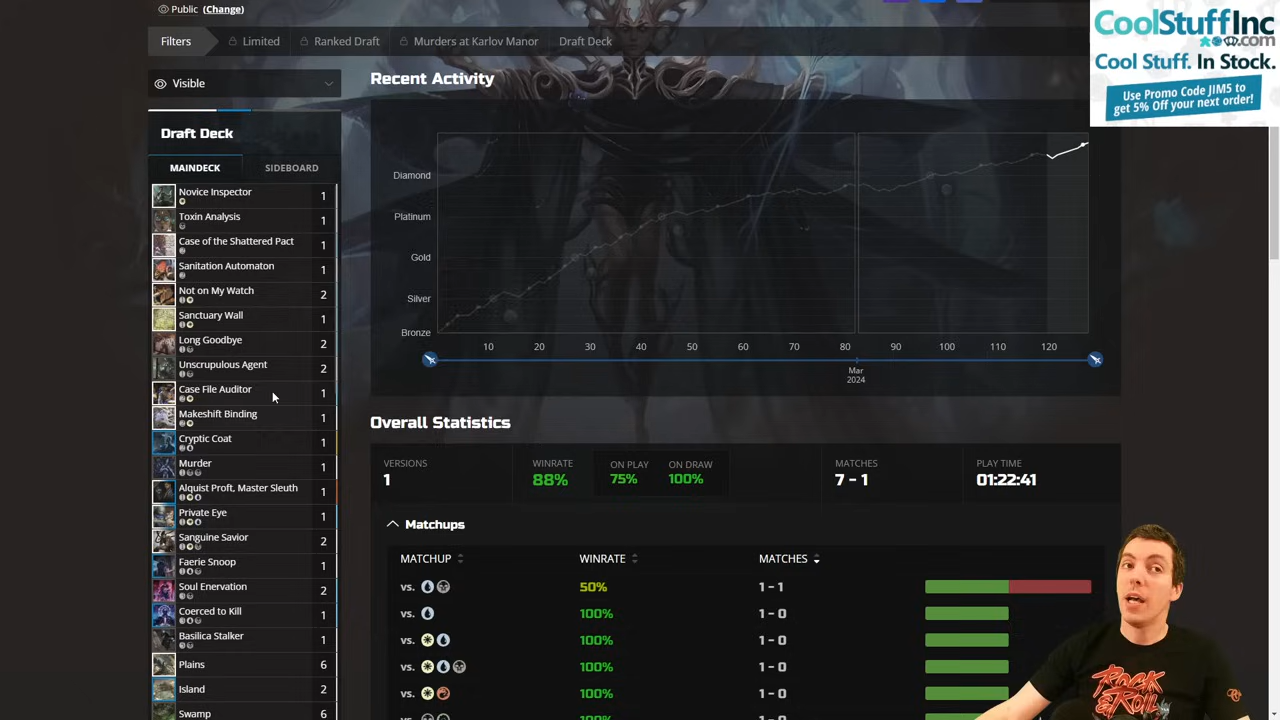 Public (Change)
Filters
Limited
Ranked Draft
Murders at Karlov Manor
Draft Deck
CoolStuffInc
.com
Cool Stuff. In Stock.
Use Promo Code JIM5 to
get 5% Off your next order!
Visible
Draft Deck
MAINDECK
SIDEBOARD
Novice Inspector 1
Toxin Analysis 1
Case of the Shattered Pact 1
Sanitation Automaton 1
Not on My Watch 2
Sanctuary Wall 1
Long Goodbye 2
Unscrupulous Agent 2
Case File Auditor 1
Makeshift Binding 1
Cryptic Coat 1
Murder 1
Alquist Proft, Master Sleuth 1
Private Eye 1
Sanguine Savior 2
Faerie Snoop 1
Soul Enervation 2
Coerced to Kill 1
Basilica Stalker 1
Plains 6
Island 2
Swamp 6
Recent Activity
Diamond
Platinum
Gold
Silver
Bronze
10 20 30 40 50 60 70 80 90 100 110 120
Mar
2024
Overall Statistics
VERSIONS
1
WINRATE
88%
ON PLAY
75%
ON DRAW
100%
MATCHES
7 - 1
PLAY TIME
01:22:41
Matchups
MATCHUP WINRATE MATCHES
vs. 50% 1 - 1
vs. 100% 1 - 0
vs. 100% 1 - 0
vs. 100% 1 - 0
vs. 100% 1 - 0
ROCK
& ROLL